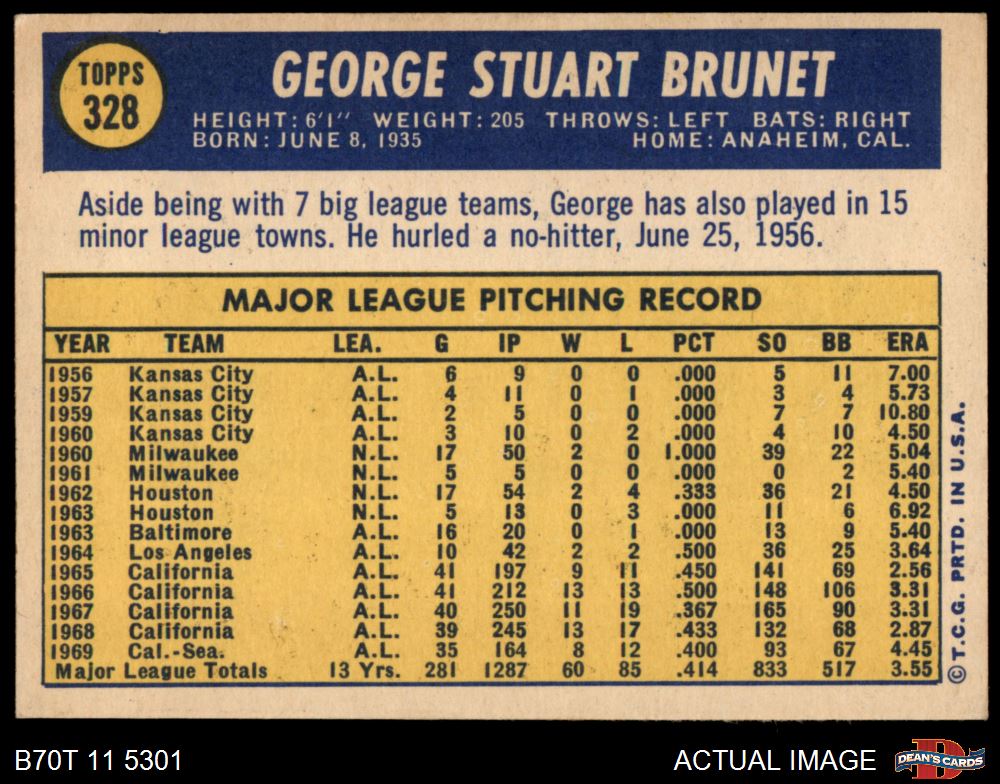 TOPPS
328
GEORGE STUART BRUNET
HEIGHT: 6'1" WEIGHT: 205 THROWS: LEFT BATS: RIGHT
BORN: JUNE 8, 1935 HOME: ANAHEIM, CAL.
Aside being with 7 big league teams, George has also played in 15
minor league towns. He hurled a no-hitter, June 25, 1956.
MAJOR LEAGUE PITCHING RECORD
YEAR TEAM LEA. G IP W L PCT SO BB ERA
1956 Kansas City A.L. 6 9 0 0 .000 5 11 7.00
1957 Kansas City A.L. 4 11 0 1 .000 3 4 5.73
1959 Kansas City A.L. 2 5 0 0 .000 7 7 10.80
1960 Kansas City A.L. 3 10 0 2 .000 4 10 4.50
1960 Milwaukee N.L. 17 50 2 0 1.000 39 22 5.04
1961 Milwaukee N.L. 5 5 0 0 .000 0 2 5.40
1962 Houston N.L. 17 54 2 4 .333 36 21 4.50
1963 Houston N.L. 5 13 0 3 .000 11 6 6.92
1963 Baltimore A.L. 16 20 0 1 .000 13 9 5.40
1964 Los Angeles A.L. 10 42 2 2 .500 36 25 3.64
1965 California A.L. 41 197 9 11 .450 141 69 2.56
1966 California A.L. 41 212 13 13 .500 148 106 3.31
1967 California A.L. 40 250 11 19 .367 165 90 3.31
1968 California A.L. 39 245 13 17 .433 132 68 2.87
1969 Cal.-Sea. A.L. 35 164 8 12 .400 93 67 4.45
Major League Totals 13 Yrs. 281 1287 60 85 .414 833 517 3.55
© T.C.G. PRTD. IN U.S.A.
B70T 11 5301 ACTUAL IMAGE
DEAN'S CARDS